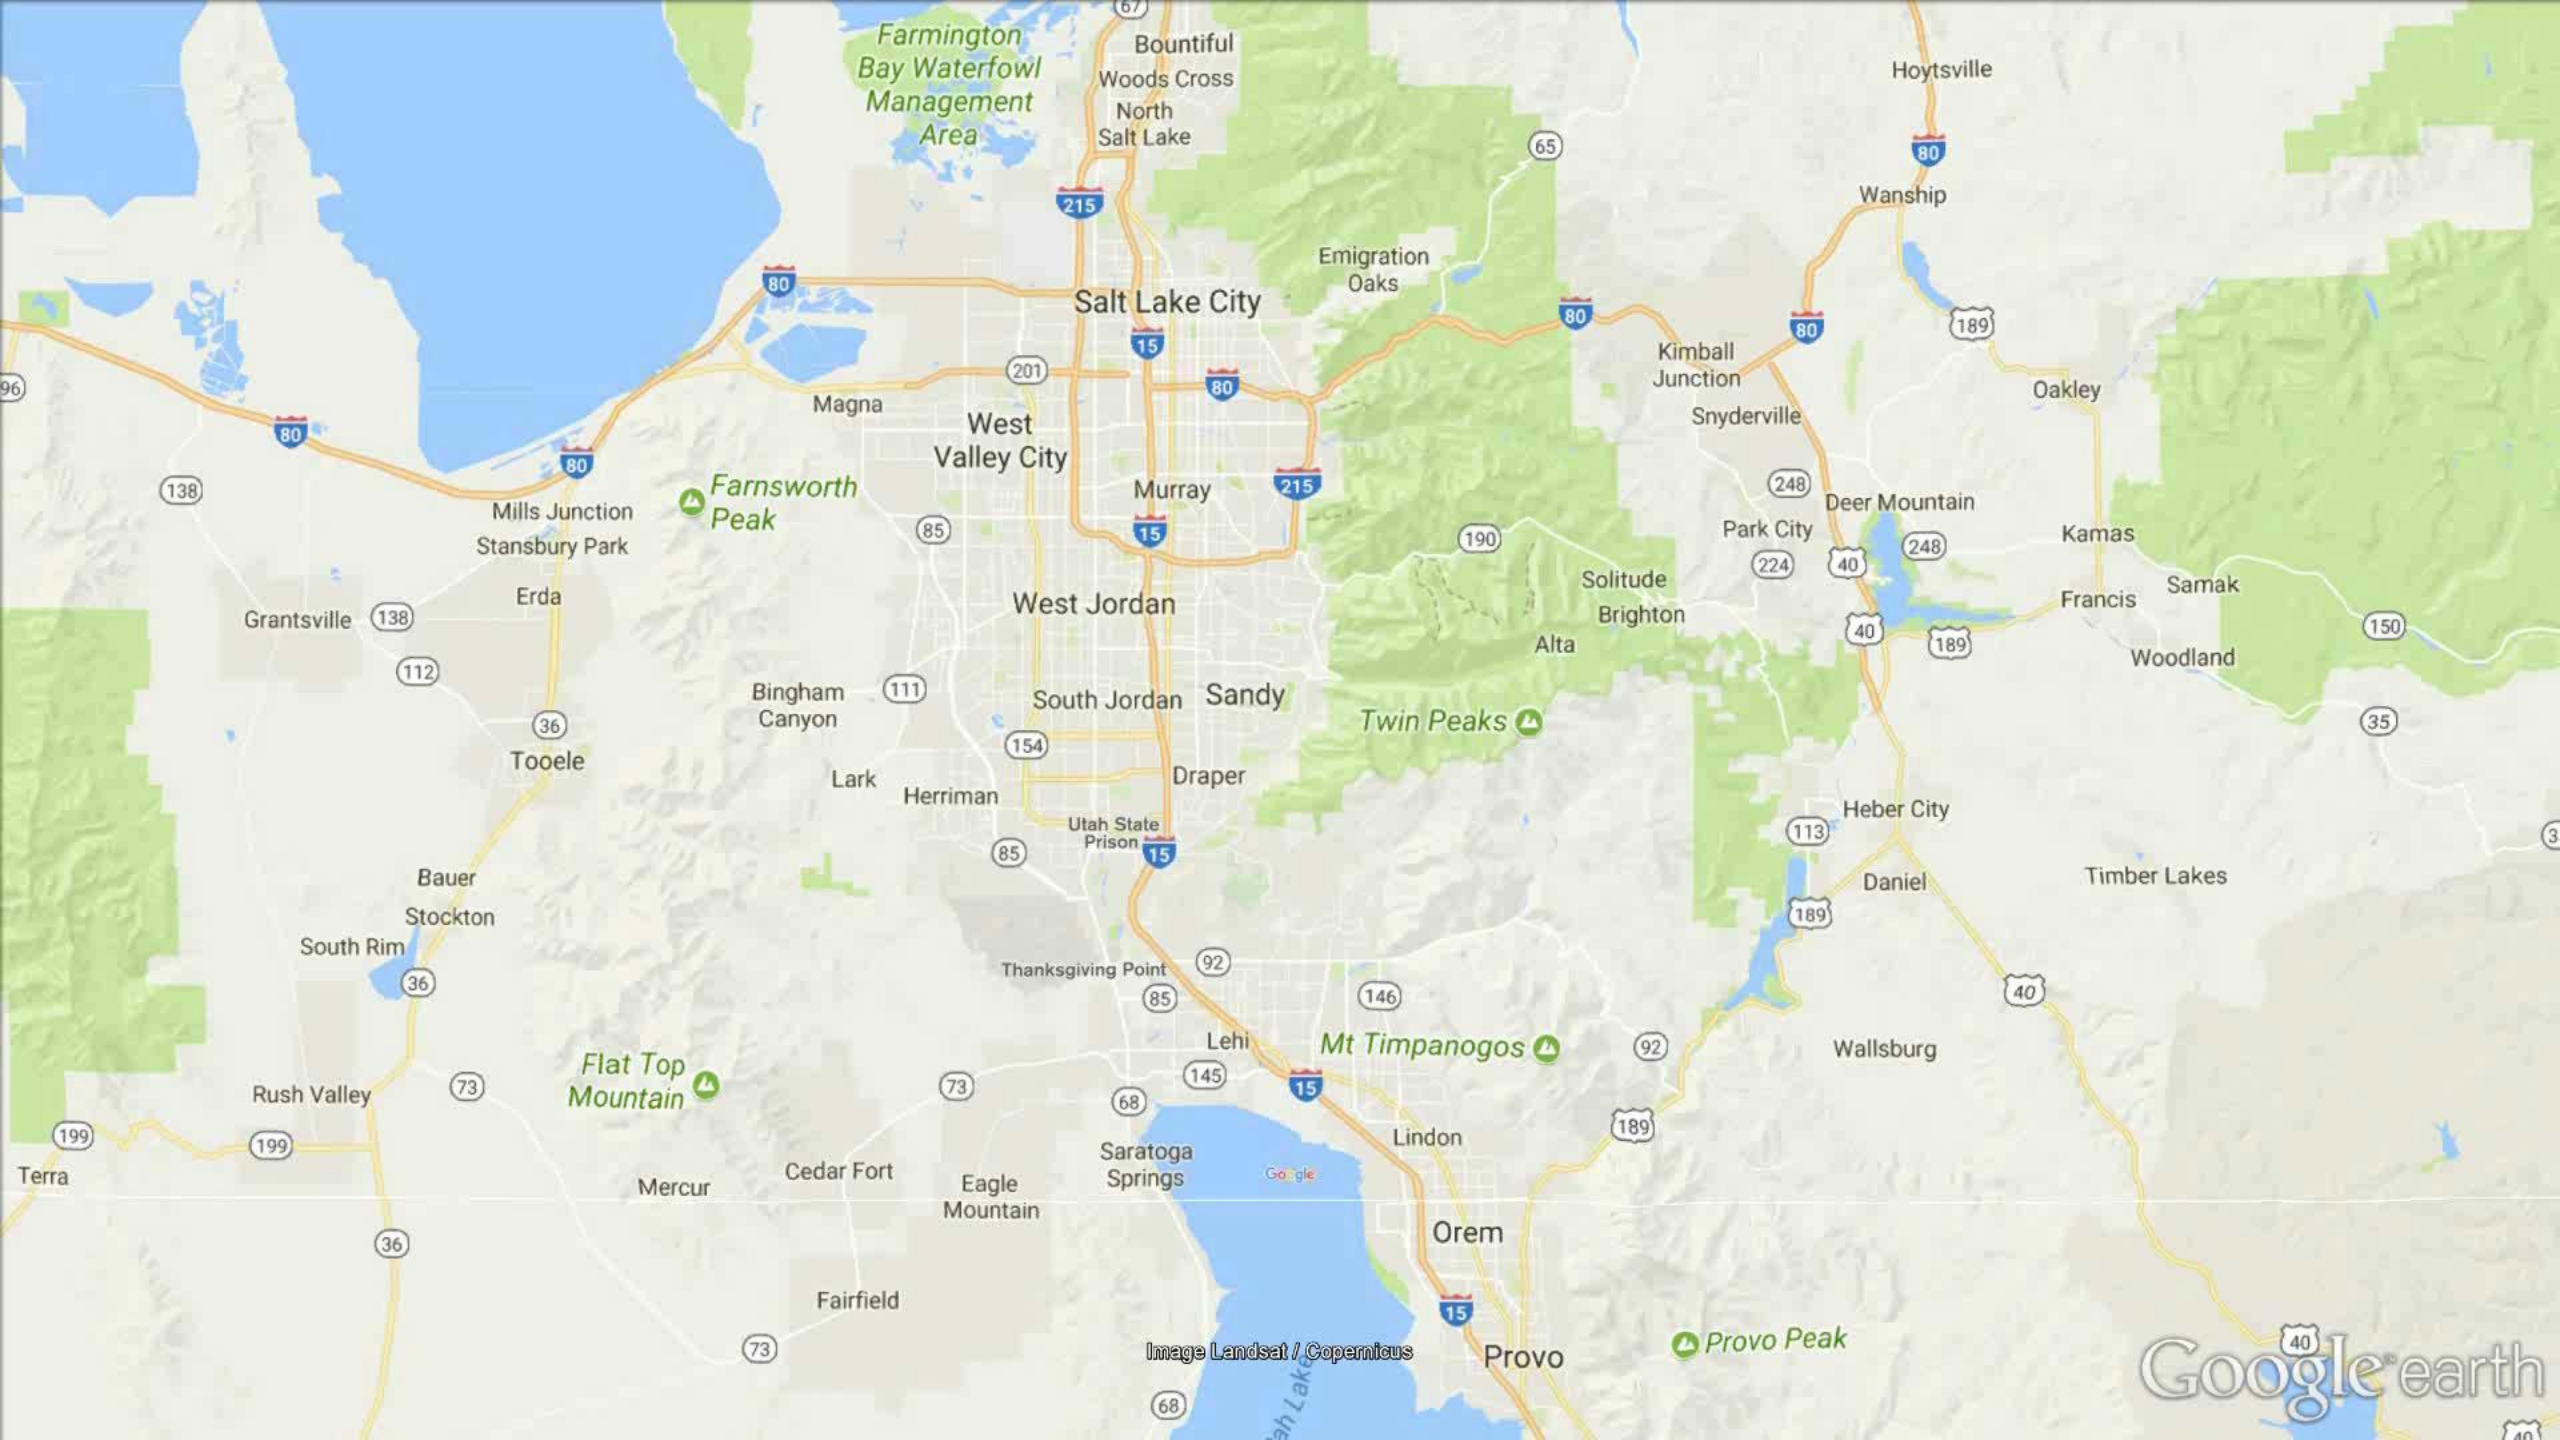 67
Farmington
Bay Waterfowl
Management
Area
Bountiful
Woods Cross
North
Salt Lake
Hoytsville
65
80
215
Wanship
Emigration
Oaks
80
Salt Lake City
80
80
189
15
96
201
80
Kimball
Junction
Oakley
Magna
Snyderville
West
Valley City
80
80
138
Farnsworth
Peak
Murray
215
248
Deer Mountain
Mills Junction
85
15
190
Park City
248
Kamas
Stansbury Park
224
40
Erda
Solitude
Samak
Grantsville
138
West Jordan
Brighton
Francis
40
189
150
Alta
112
Woodland
Bingham
Canyon
111
South Jordan
Sandy
36
Twin Peaks
35
154
Tooele
Lark
Draper
Herriman
Heber City
Utah State
Prison
113
3
85
15
Bauer
Daniel
Timber Lakes
Stockton
189
South Rim
36
Thanksgiving Point
92
85
146
40
Lehi
Mt Timpanogos
92
Wallsburg
Flat Top
Mountain
145
15
Rush Valley
73
73
68
199
199
Lindon
189
Terra
Saratoga
Springs
Google
Cedar Fort
Mercur
Eagle
Mountain
36
Orem
Fairfield
15
73
Image Landsat / Copernicus
Provo
Provo Peak
40
Google earth
68
ah Lake
40